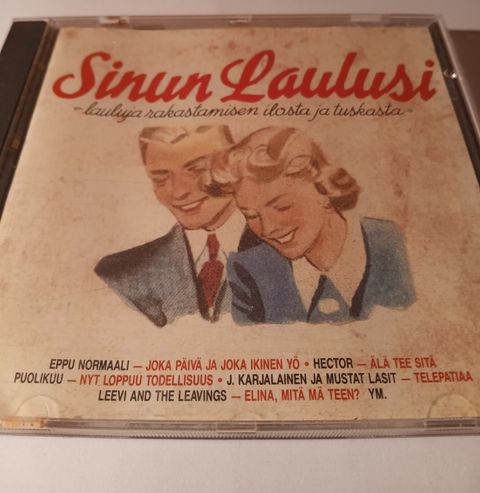 Sinun Laulusi
-lauluja rakastamisen ilosta ja tuskasta-
EPPU NORMAALI – JOKA PÄIVÄ JA JOKA IKINEN YÖ • HECTOR – ÄLÄ TEE SITÄ
PUOLIKUU – NYT LOPPUU TODELLISUUS • J. KARJALAINEN JA MUSTAT LASIT – TELEPATIAA
LEEVI AND THE LEAVINGS – ELINA, MITÄ MÄ TEEN? YM.